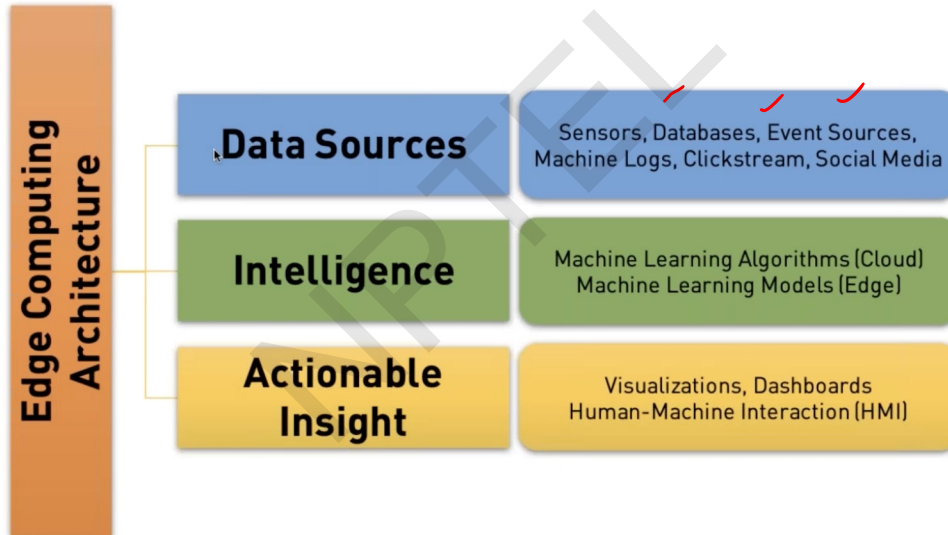 Edge Computing
Architecture
Data Sources
Sensors, Databases, Event Sources,
Machine Logs, Clickstream, Social Media
Intelligence
Machine Learning Algorithms (Cloud)
Machine Learning Models (Edge)
Actionable
Insight
Visualizations, Dashboards
Human-Machine Interaction (HMI)
NPTEL